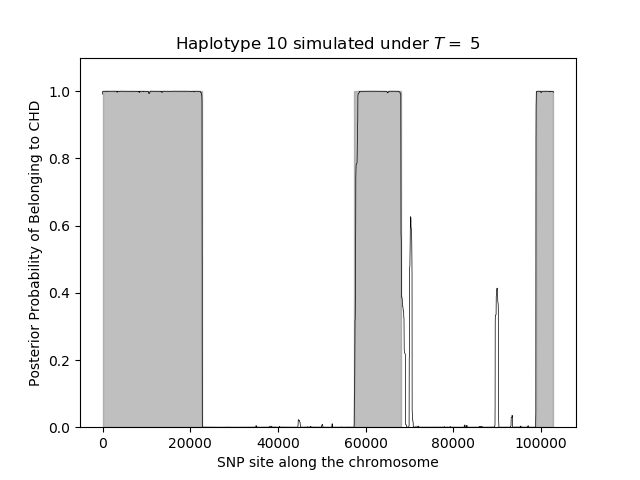 Haplotype 10 simulated under T = 5
Posterior Probability of Belonging to CHD
1.0
0.8
0.6
0.4
0.2
0.0
0 20000 40000 60000 80000 100000
SNP site along the chromosome